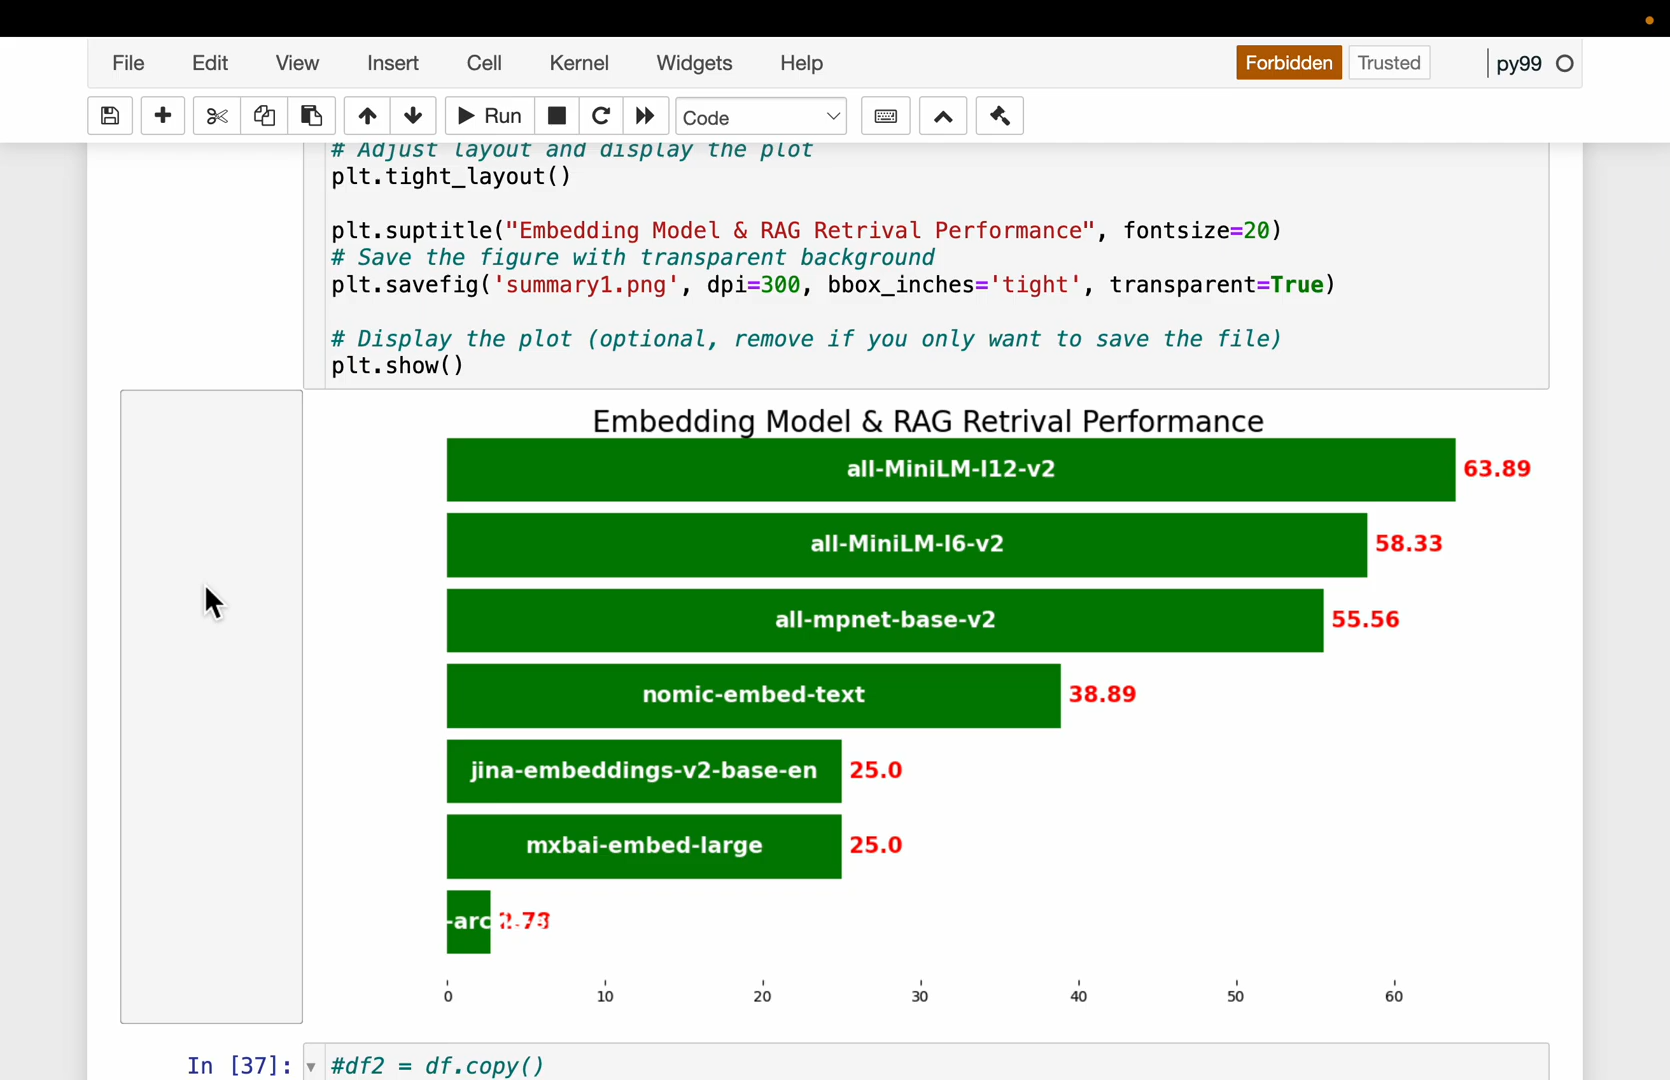 File Edit View Insert Cell Kernel Widgets Help Forbidden Trusted py99
Run Code
# Adjust layout and display the plot
plt.tight_layout()
plt.suptitle("Embedding Model & RAG Retrival Performance", fontsize=20)
# Save the figure with transparent background
plt.savefig('summary1.png', dpi=300, bbox_inches='tight', transparent=True)
# Display the plot (optional, remove if you only want to save the file)
plt.show()
Embedding Model & RAG Retrival Performance
all-MiniLM-l12-v2 63.89
all-MiniLM-l6-v2 58.33
all-mpnet-base-v2 55.56
nomic-embed-text 38.89
jina-embeddings-v2-base-en 25.0
mxbai-embed-large 25.0
-arc 2.78
0 10 20 30 40 50 60
In [37]: #df2 = df.copy()